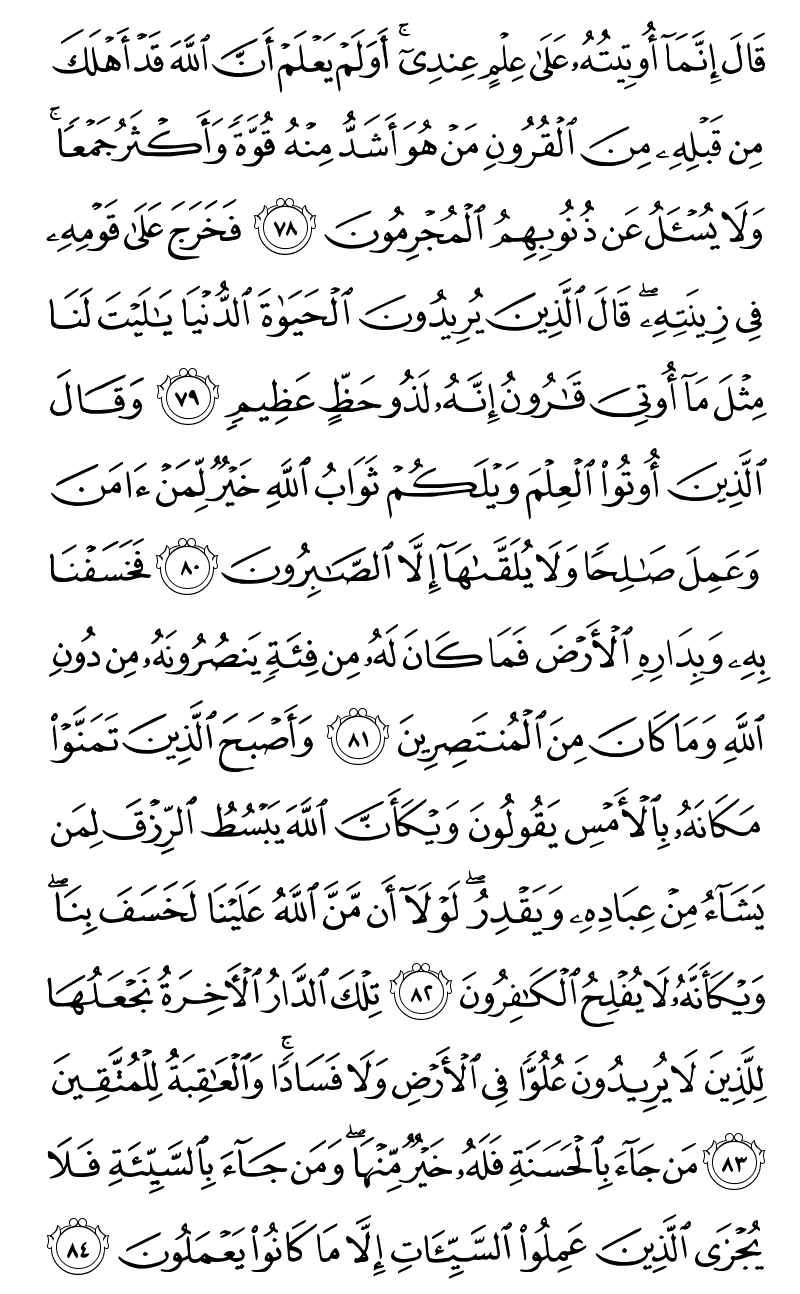 قَالَ إِنَّمَآ أُوتِيتُهُۥ عَلَىٰ عِلْمٍ عِندِىٓ ۚ أَوَلَمْ يَعْلَمْ أَنَّ ٱللَّهَ قَدْ أَهْلَكَ
مِن قَبْلِهِۦ مِنَ ٱلْقُرُونِ مَنْ هُوَ أَشَدُّ مِنْهُ قُوَّةً وَأَكْثَرُ جَمْعًا ۚ
وَلَا يُسْـَٔلُ عَن ذُنُوبِهِمُ ٱلْمُجْرِمُونَ ٧٨ فَخَرَجَ عَلَىٰ قَوْمِهِۦ
فِى زِينَتِهِۦ ۖ قَالَ ٱلَّذِينَ يُرِيدُونَ ٱلْحَيَوٰةَ ٱلدُّنْيَا يَـٰلَيْتَ لَنَا
مِثْلَ مَآ أُوتِىَ قَـٰرُونُ إِنَّهُۥ لَذُو حَظٍّ عَظِيمٍ ٧٩ وَقَالَ
ٱلَّذِينَ أُوتُوا۟ ٱلْعِلْمَ وَيْلَكُمْ ثَوَابُ ٱللَّهِ خَيْرٌ لِّمَنْ ءَامَنَ
وَعَمِلَ صَـٰلِحًا وَلَا يُلَقَّىٰهَآ إِلَّا ٱلصَّـٰبِرُونَ ٨٠ فَخَسَفْنَا
بِهِۦ وَبِدَارِهِ ٱلْأَرْضَ فَمَا كَانَ لَهُۥ مِن فِئَةٍ يَنصُرُونَهُۥ مِن دُونِ
ٱللَّهِ وَمَا كَانَ مِنَ ٱلْمُنتَصِرِينَ ٨١ وَأَصْبَحَ ٱلَّذِينَ تَمَنَّوْا۟
مَكَانَهُۥ بِٱلْأَمْسِ يَقُولُونَ وَيْكَأَنَّ ٱللَّهَ يَبْسُطُ ٱلرِّزْقَ لِمَن
يَشَآءُ مِنْ عِبَادِهِۦ وَيَقْدِرُ ۖ لَوْلَآ أَن مَّنَّ ٱللَّهُ عَلَيْنَا لَخَسَفَ بِنَا ۖ
وَيْكَأَنَّهُۥ لَا يُفْلِحُ ٱلْكَـٰفِرُونَ ٨٢ تِلْكَ ٱلدَّارُ ٱلْـَٔاخِرَةُ نَجْعَلُهَا
لِلَّذِينَ لَا يُرِيدُونَ عُلُوًّا فِى ٱلْأَرْضِ وَلَا فَسَادًا ۚ وَٱلْعَـٰقِبَةُ لِلْمُتَّقِينَ
٨٣ مَن جَآءَ بِٱلْحَسَنَةِ فَلَهُۥ خَيْرٌ مِّنْهَا ۖ وَمَن جَآءَ بِٱلسَّيِّئَةِ فَلَا
يُجْزَى ٱلَّذِينَ عَمِلُوا۟ ٱلسَّيِّـَٔاتِ إِلَّا مَا كَانُوا۟ يَعْمَلُونَ ٨٤